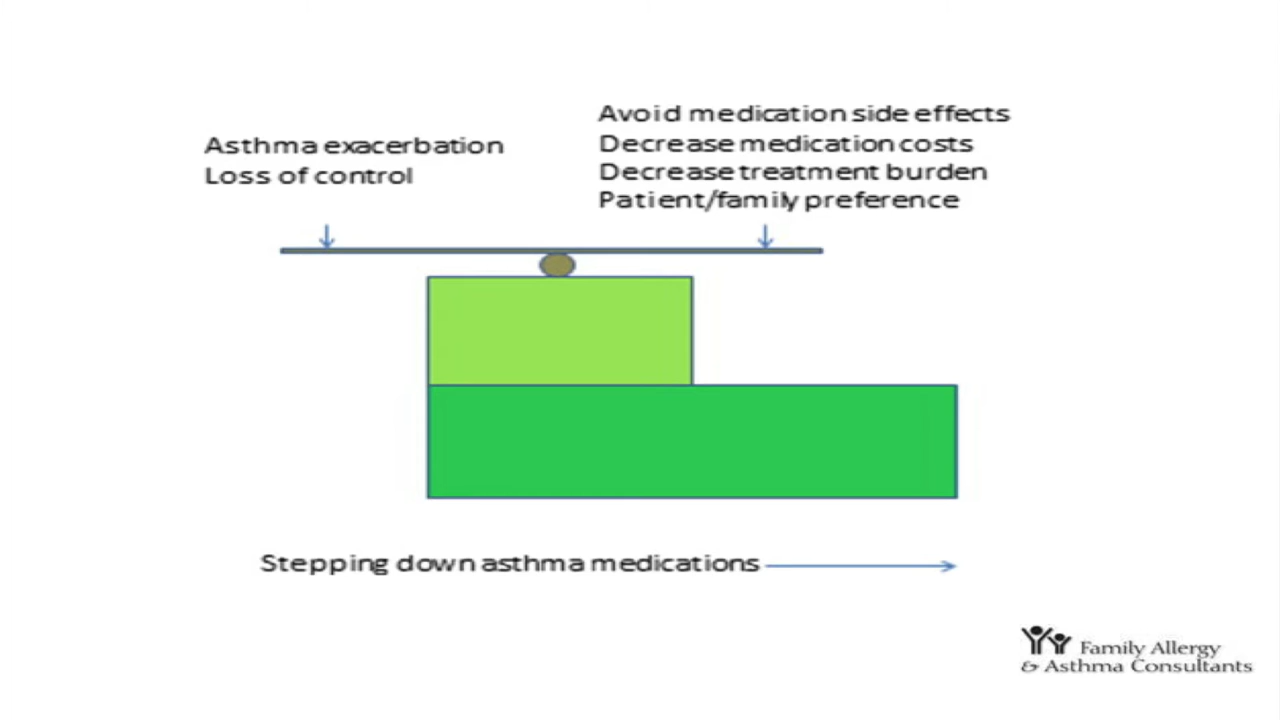 Asthma exacerbation
Loss of control
Avoid medication side effects
Decrease medication costs
Decrease treatment burden
Patient/family preference
Stepping down asthma medications
Family Allergy
& Asthma Consultants